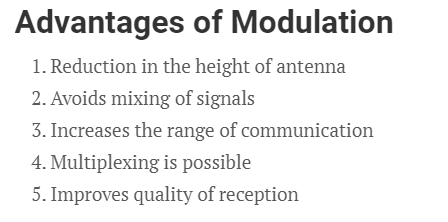 Advantages of Modulation
1. Reduction in the height of antenna
2. Avoids mixing of signals
3. Increases the range of communication
4. Multiplexing is possible
5. Improves quality of reception